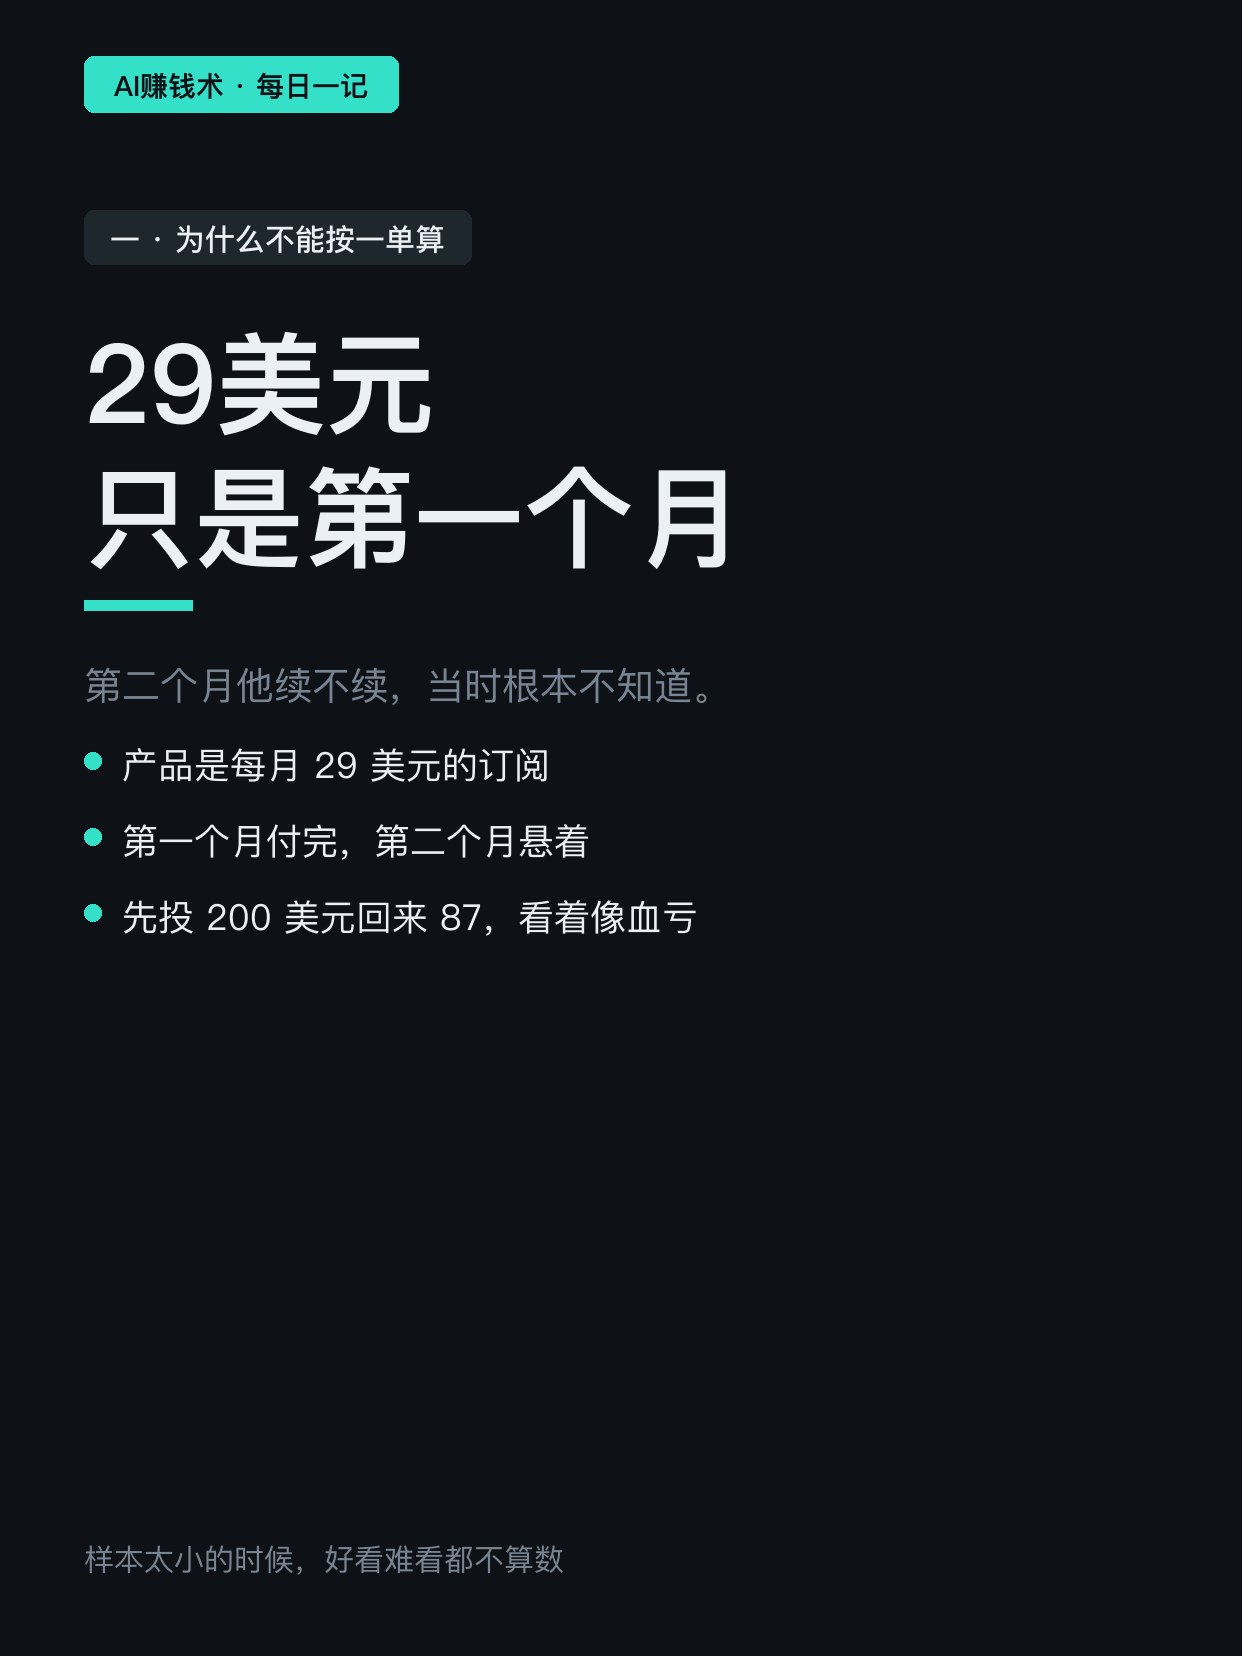 AI赚钱术 · 每日一记
一 · 为什么不能按一单算
29美元
只是第一个月
第二个月他续不续，当时根本不知道。
产品是每月 29 美元的订阅
第一个月付完，第二个月悬着
先投 200 美元回来 87，看着像血亏
样本太小的时候，好看难看都不算数